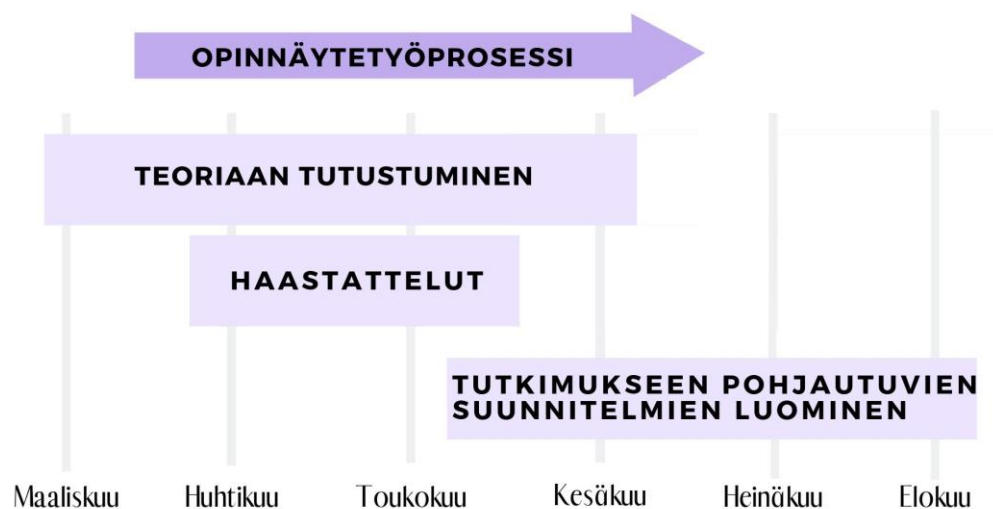 OPINNÄYTETYÖPROSESSI
TEORIAAN TUTUSTUMINEN
HAASTATTELUT
TUTKIMUKSEEN POHJAUTUVIEN
SUUNNITELMIEN LUOMINEN
Maaliskuu Huhtikuu Toukokuu Kesäkuu Heinäkuu Elokuu